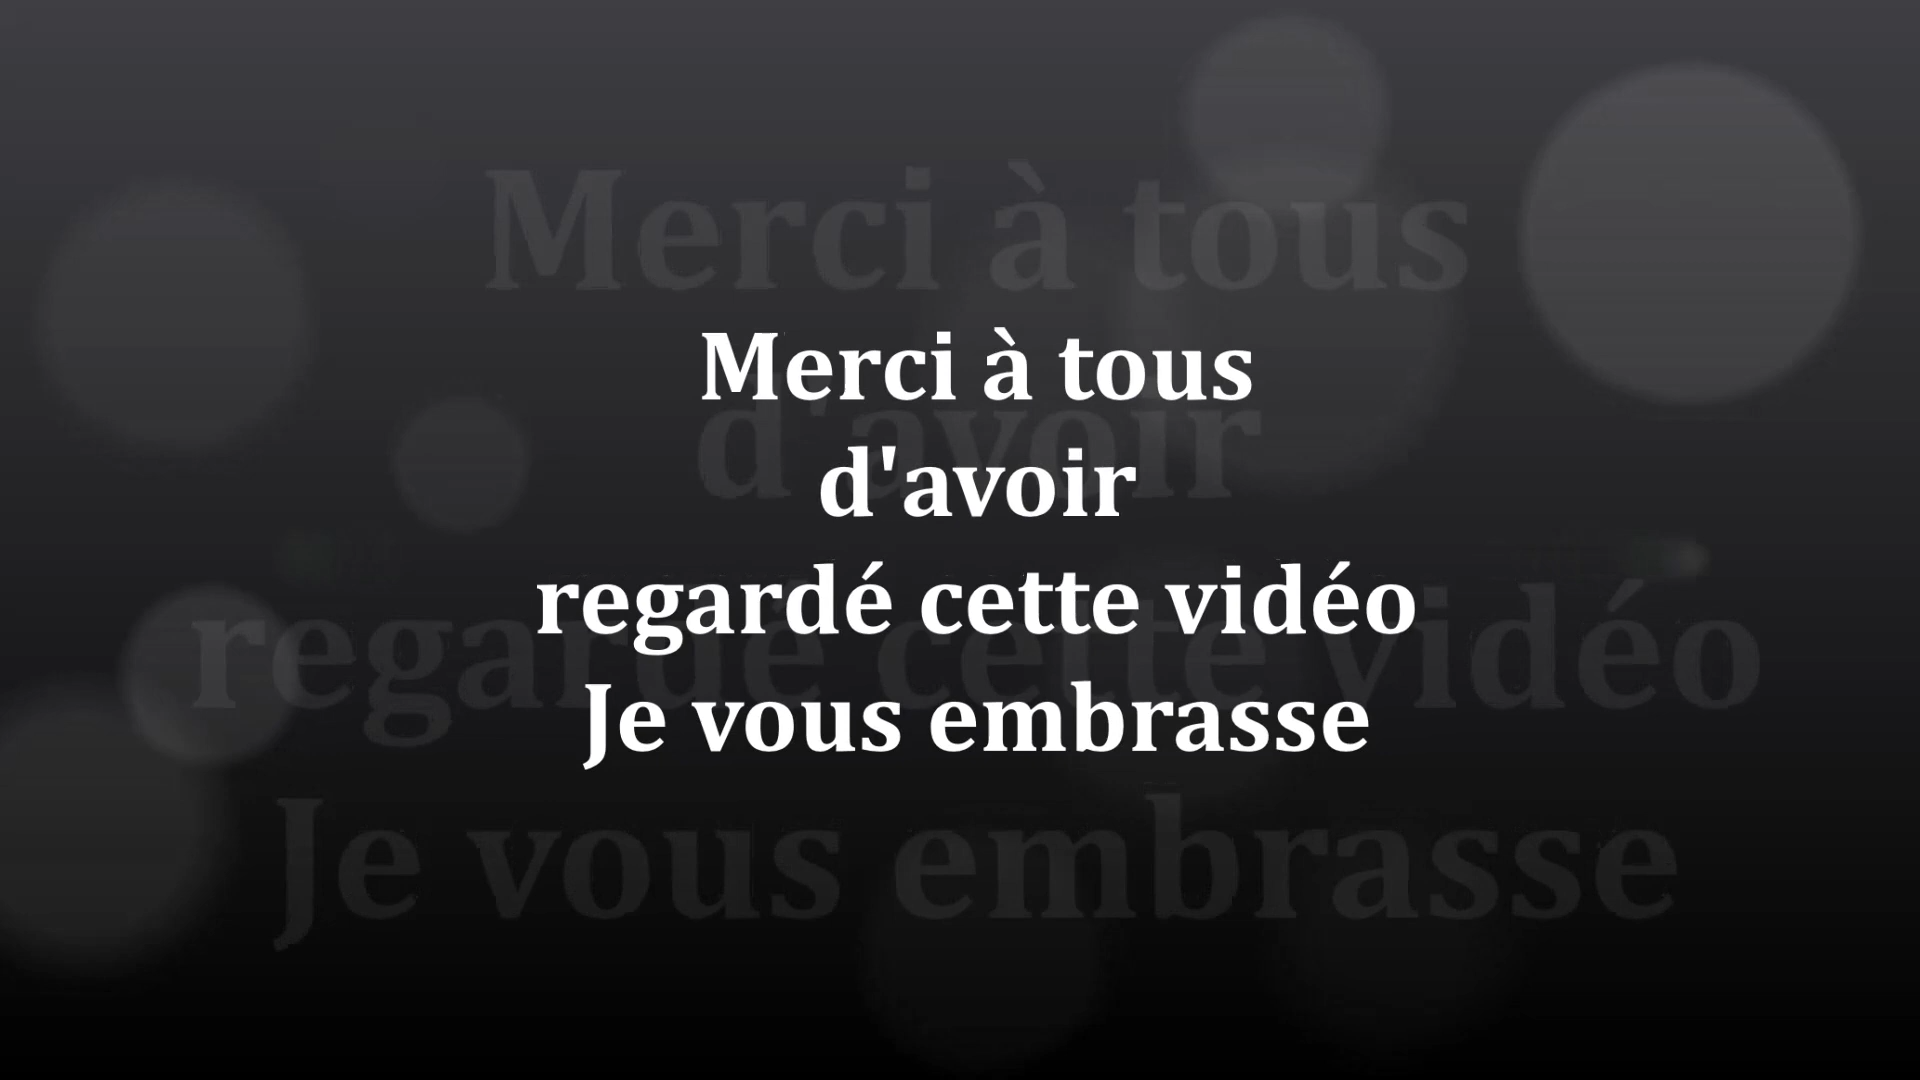 Merci à tous
d'avoir
regardé cette vidéo
Je vous embrasse